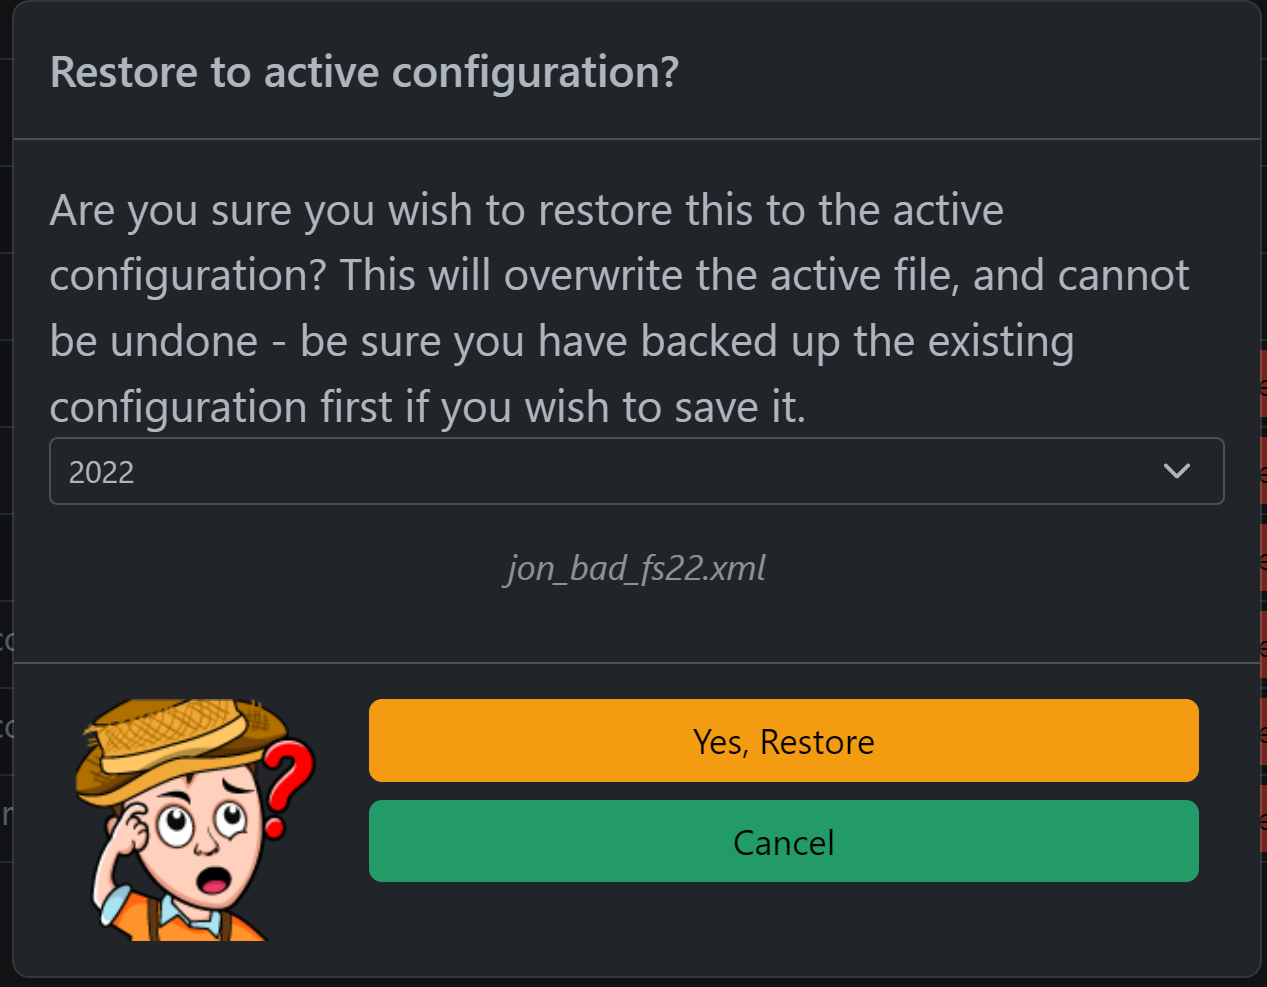 Restore to active configuration?
Are you sure you wish to restore this to the active
configuration? This will overwrite the active file, and cannot
be undone - be sure you have backed up the existing
configuration first if you wish to save it.
2022
jon_bad_fs22.xml
Yes, Restore
Cancel